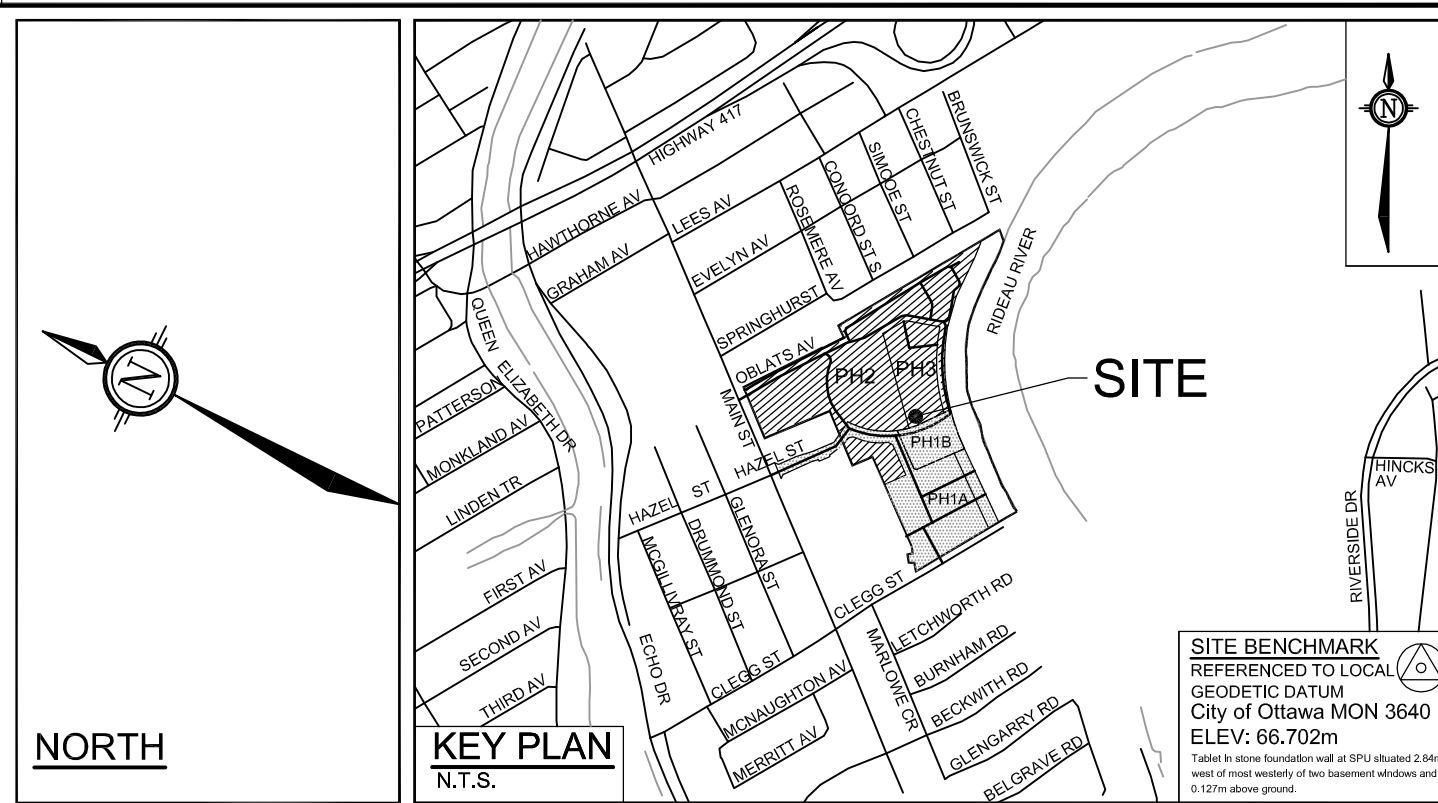 N
NORTH
KEY PLAN
N.T.S.
HIGHWAY 417
HAWTHORNE AV
GRAHAM AV
LEES AV
EVELYN AV
SPRINGHURST
OBLATS AV
ROSEMERE AV
CONCORD ST S
SIMCOE ST
CHESTNUT ST
BRUNSWICK ST
RIDEAU RIVER
QUEEN ELIZABETH DR
PATTERSON
MONKLAND AV
LINDEN TR
FIRST AV
SECOND AV
THIRD AV
MAIN ST
HAZEL ST
HAZEL ST
GLENORA ST
DRUMMOND ST
MCGILLIVRAY ST
ECHO DR
CLEGG ST
CLEGG ST
MCNAUGHTON AV
MERRITT AV
MARLOWE CR
LETCHWORTH RD
BURNHAM RD
BECKWITH RD
GLENGARRY RD
BELGRAVE RD
PH2
PH3
PH1B
PH1A
SITE
N
HINCKS
AV
RIVERSIDE DR
SITE BENCHMARK
REFERENCED TO LOCAL
GEODETIC DATUM
City of Ottawa MON 3640
ELEV: 66.702m
Tablet in stone foundation wall at SPU situated 2.84m
west of most westerly of two basement windows and
0.127m above ground.